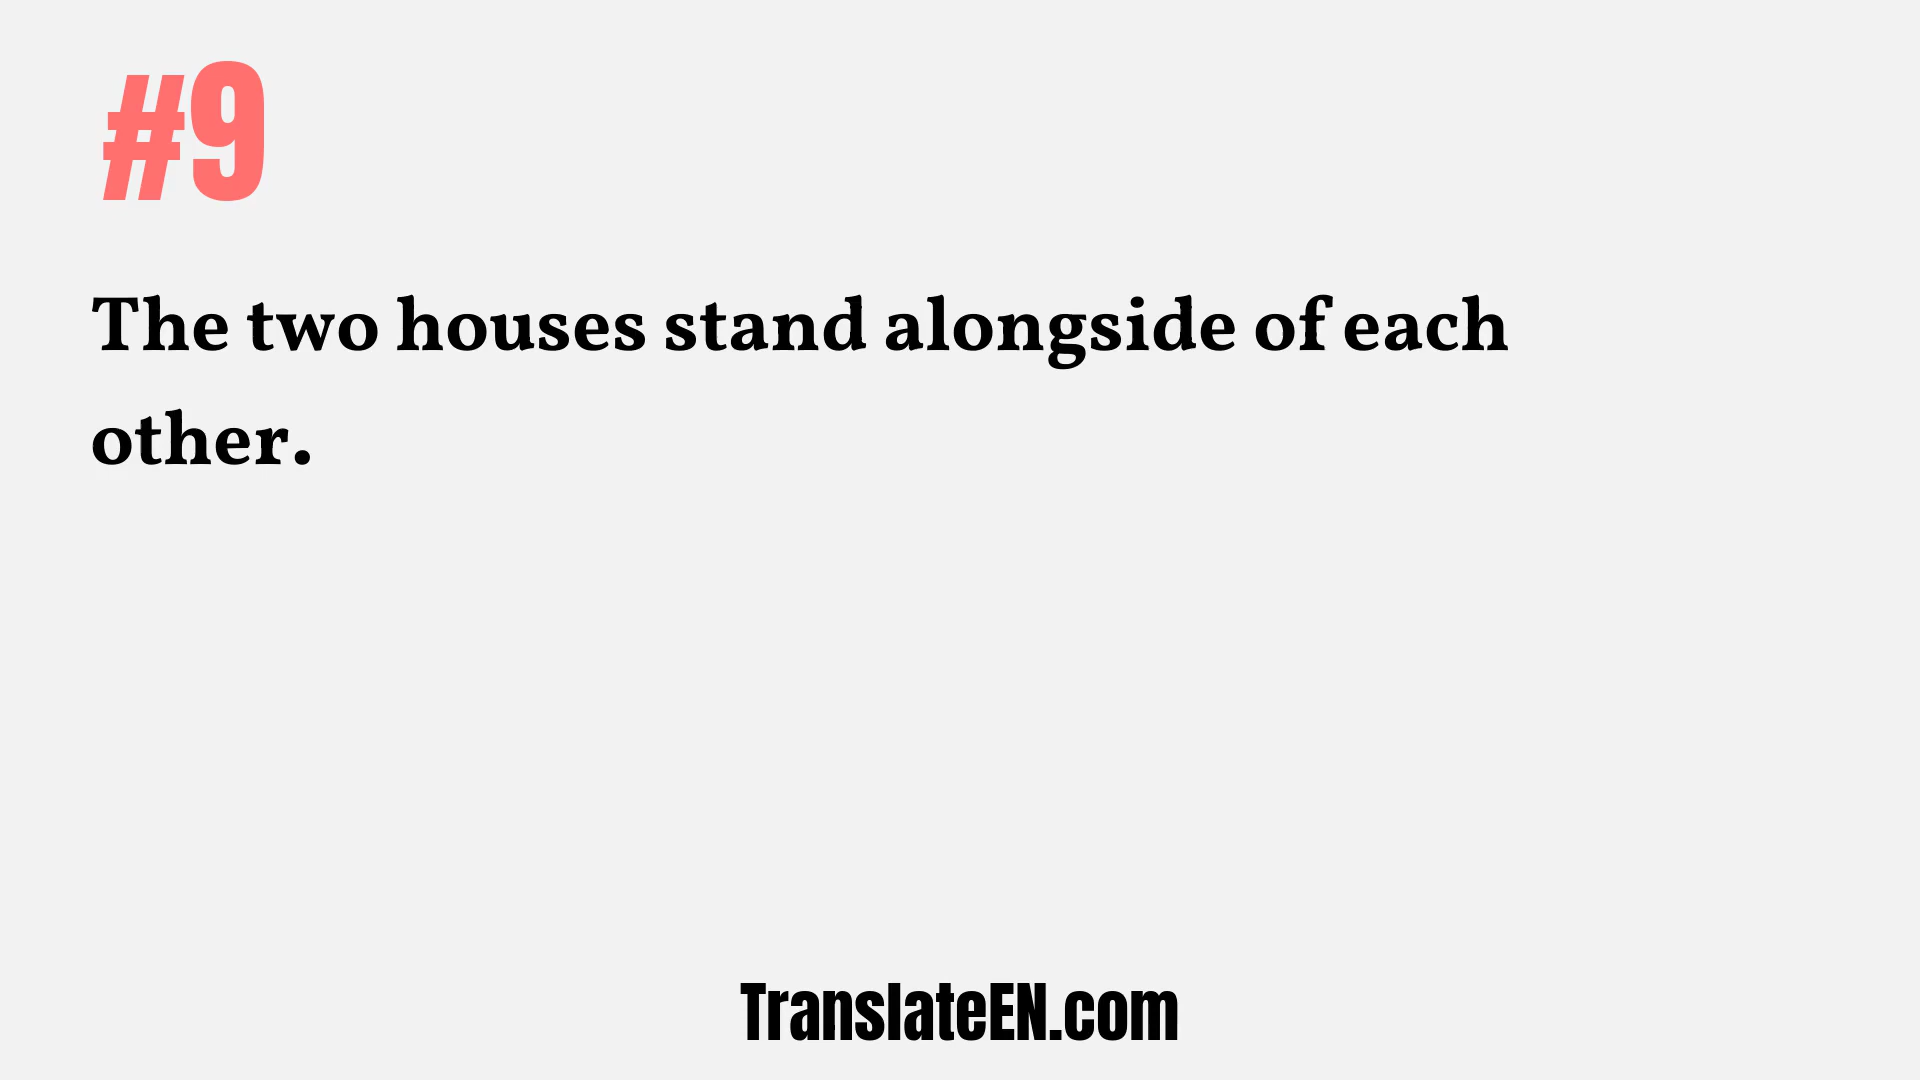 #9
The two houses stand alongside of each
other.
TranslateEN.com